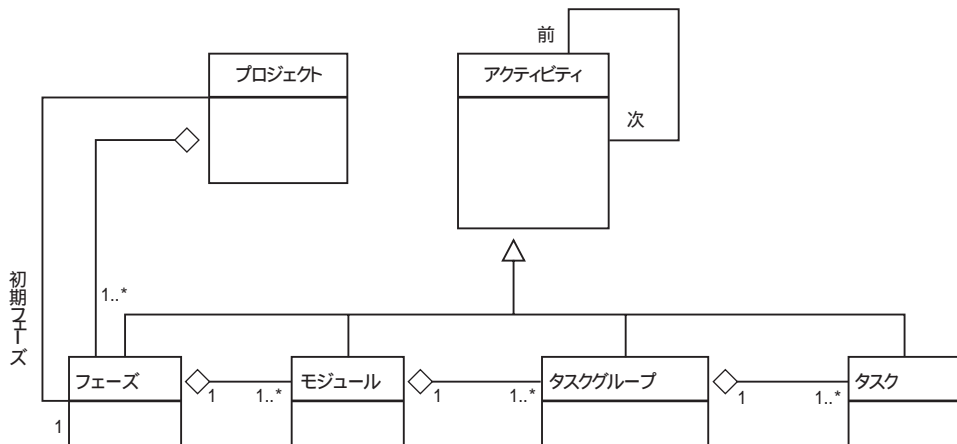 前
プロジェクト
アクティビティ
次
初期フェーズ
1..*
フェーズ
モジュール
タスクグループ
タスク
1
1..*
1
1..*
1
1..*
1